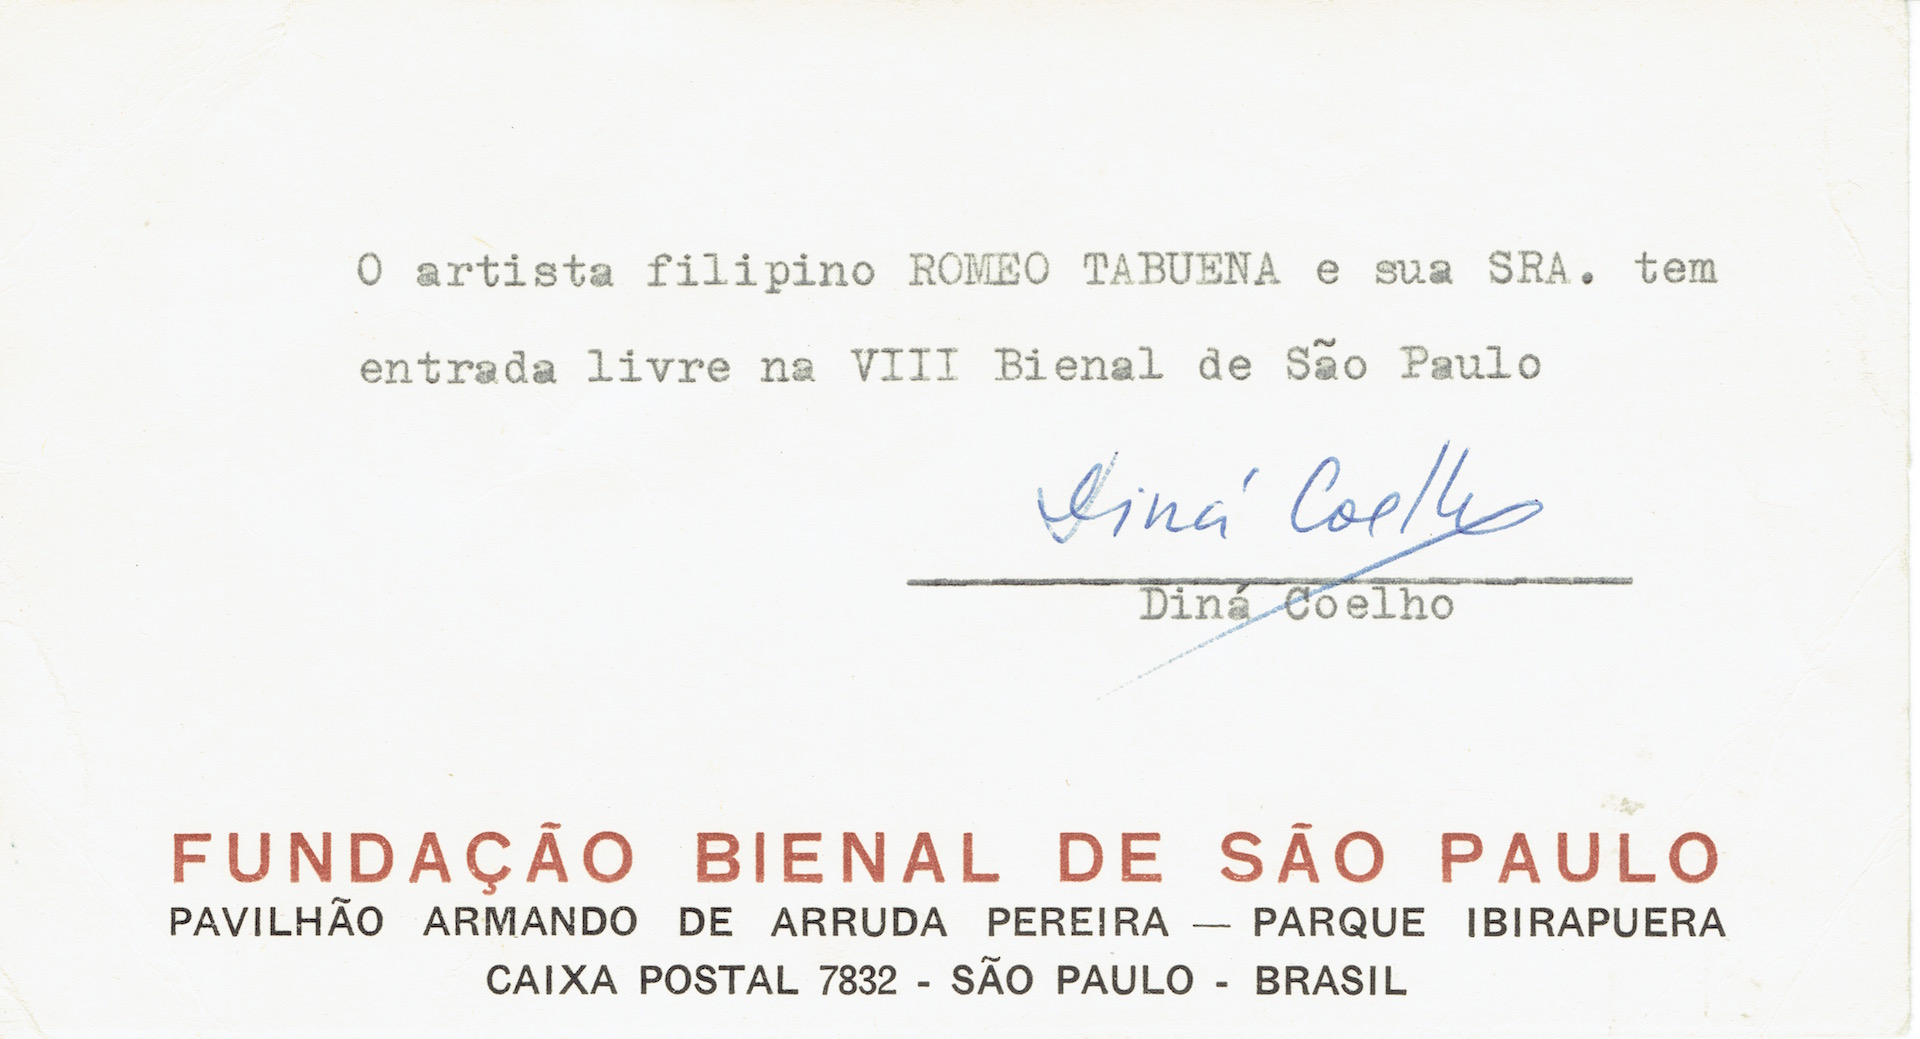 O artista filipino ROMEO TABUENA e sua SRA. tem
entrada livre na VIII Bienal de São Paulo
Diná Coelho
Diná Coelho
FUNDAÇÃO BIENAL DE SÃO PAULO
PAVILHÃO ARMANDO DE ARRUDA PEREIRA — PARQUE IBIRAPUERA
CAIXA POSTAL 7832 - SÃO PAULO - BRASIL